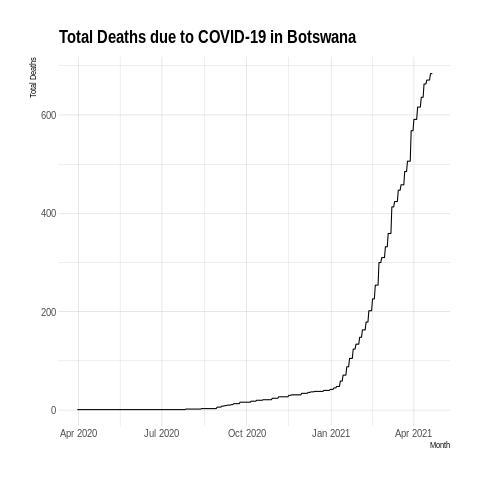 Total Deaths due to COVID-19 in Botswana
Total Deaths
600
400
200
0
Apr 2020 Jul 2020 Oct 2020 Jan 2021 Apr 2021
Month